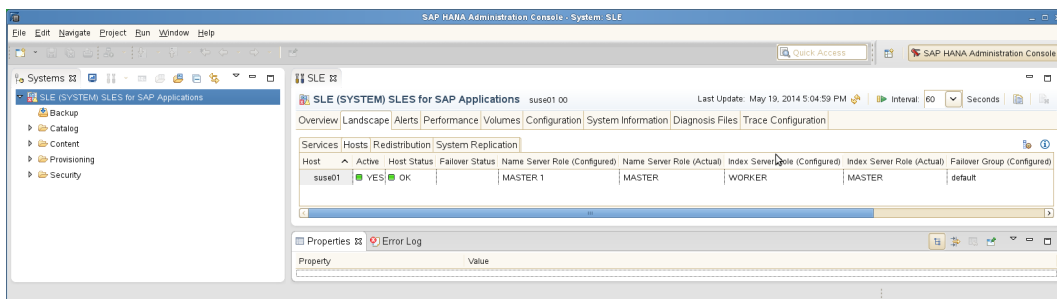 SAP HANA Administration Console - System: SLE
File Edit Navigate Project Run Window Help
Quick Access
SAP HANA Administration Console
Systems
SLE
SLE (SYSTEM) SLES for SAP Applications
Backup
Catalog
Content
Provisioning
Security
SLE (SYSTEM) SLES for SAP Applications suse01 00
Last Update: May 19, 2014 5:04:59 PM
Interval: 60 Seconds
Overview Landscape Alerts Performance Volumes Configuration System Information Diagnosis Files Trace Configuration
Services Hosts Redistribution System Replication
Host Active Host Status Failover Status Name Server Role (Configured) Name Server Role (Actual) Index Server Role (Configured) Index Server Role (Actual) Failover Group (Configured)
suse01 YES OK MASTER 1 MASTER WORKER MASTER default
Properties Error Log
Property Value